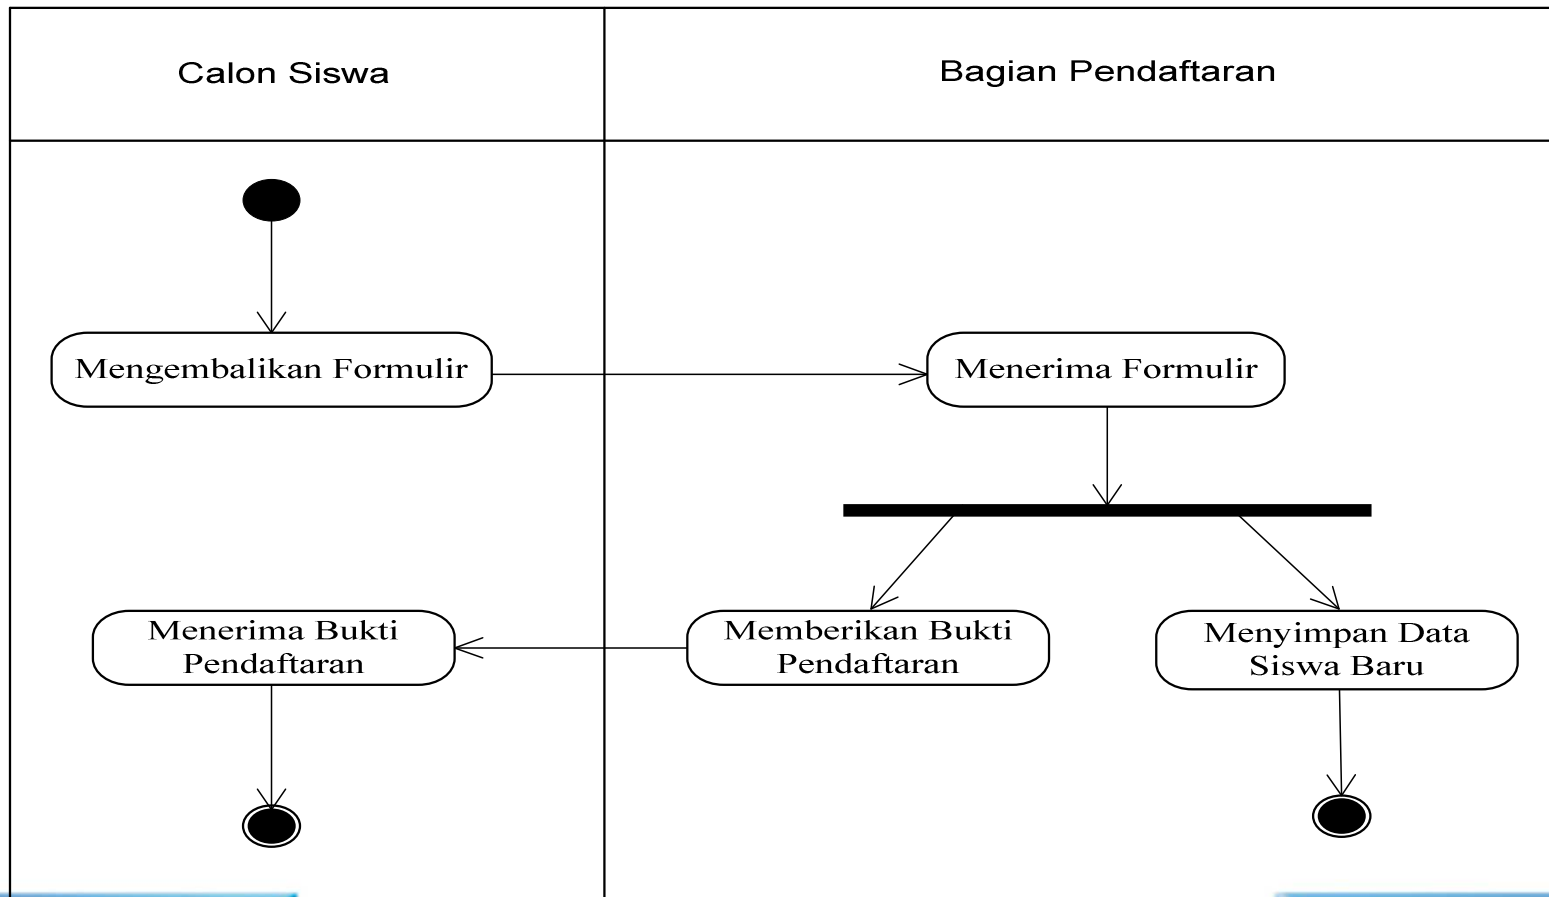 Calon Siswa
Bagian Pendaftaran
Mengembalikan Formulir
Menerima Formulir
Menerima Bukti
Pendaftaran
Memberikan Bukti
Pendaftaran
Menyimpan Data
Siswa Baru